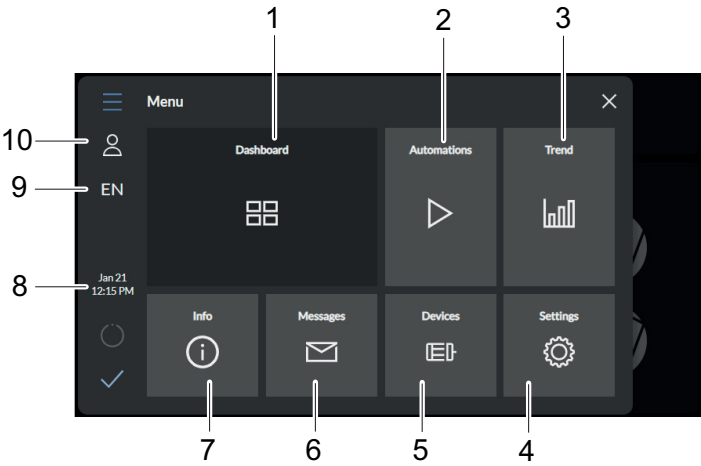 1
2
3
Menu
10
Dashboard
Automations
Trend
9
EN
8
Jan 21
12:15 PM
Info
Messages
Devices
Settings
7
6
5
4